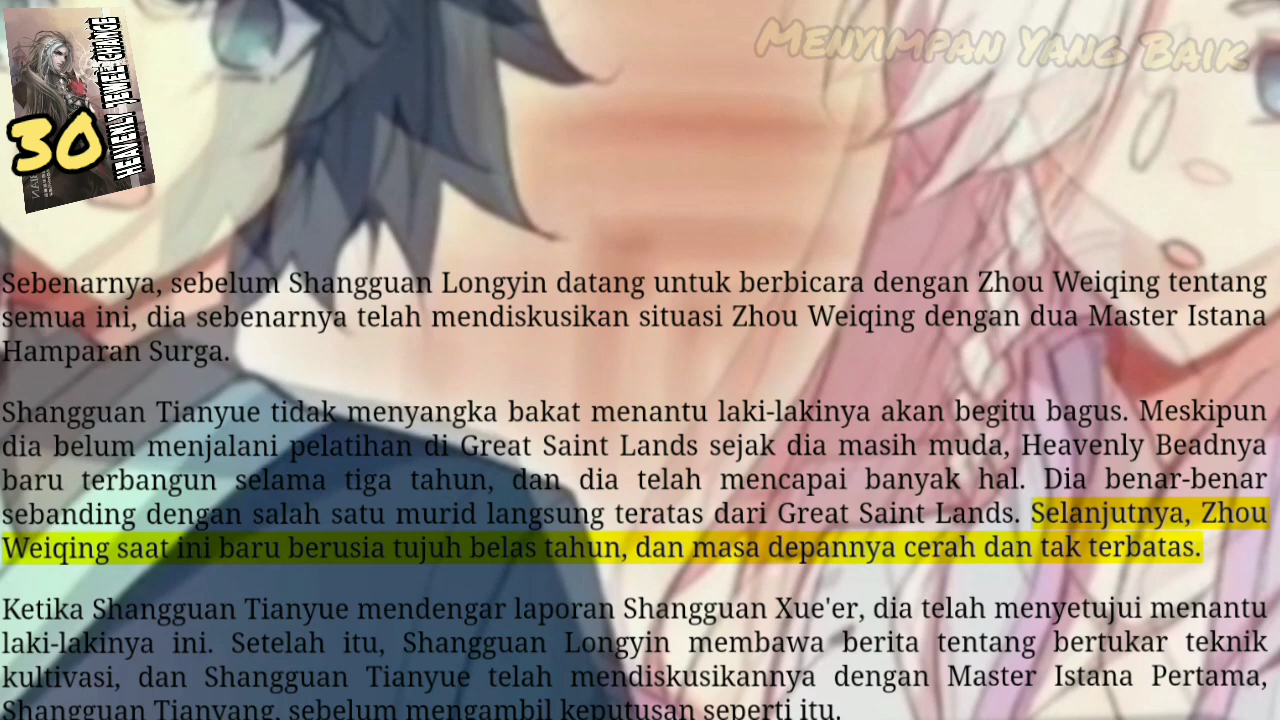 Menyimpan Yang Baik
HEAVENLY JEWEL CHANGE
30
Sebenarnya, sebelum Shangguan Longyin datang untuk berbicara dengan Zhou Weiqing tentang
semua ini, dia sebenarnya telah mendiskusikan situasi Zhou Weiqing dengan dua Master Istana
Hamparan Surga.
Shangguan Tianyue tidak menyangka bakat menantu laki-lakinya akan begitu bagus. Meskipun
dia belum menjalani pelatihan di Great Saint Lands sejak dia masih muda, Heavenly Beadnya
baru terbangun selama tiga tahun, dan dia telah mencapai banyak hal. Dia benar-benar
sebanding dengan salah satu murid langsung teratas dari Great Saint Lands. Selanjutnya, Zhou
Weiqing saat ini baru berusia tujuh belas tahun, dan masa depannya cerah dan tak terbatas.
Ketika Shangguan Tianyue mendengar laporan Shangguan Xue'er, dia telah menyetujui menantu
laki-lakinya ini. Setelah itu, Shangguan Longyin membawa berita tentang bertukar teknik
kultivasi, dan Shangguan Tianyue telah mendiskusikannya dengan Master Istana Pertama,
Shangguan Tianyang, sebelum mengambil keputusan seperti itu.